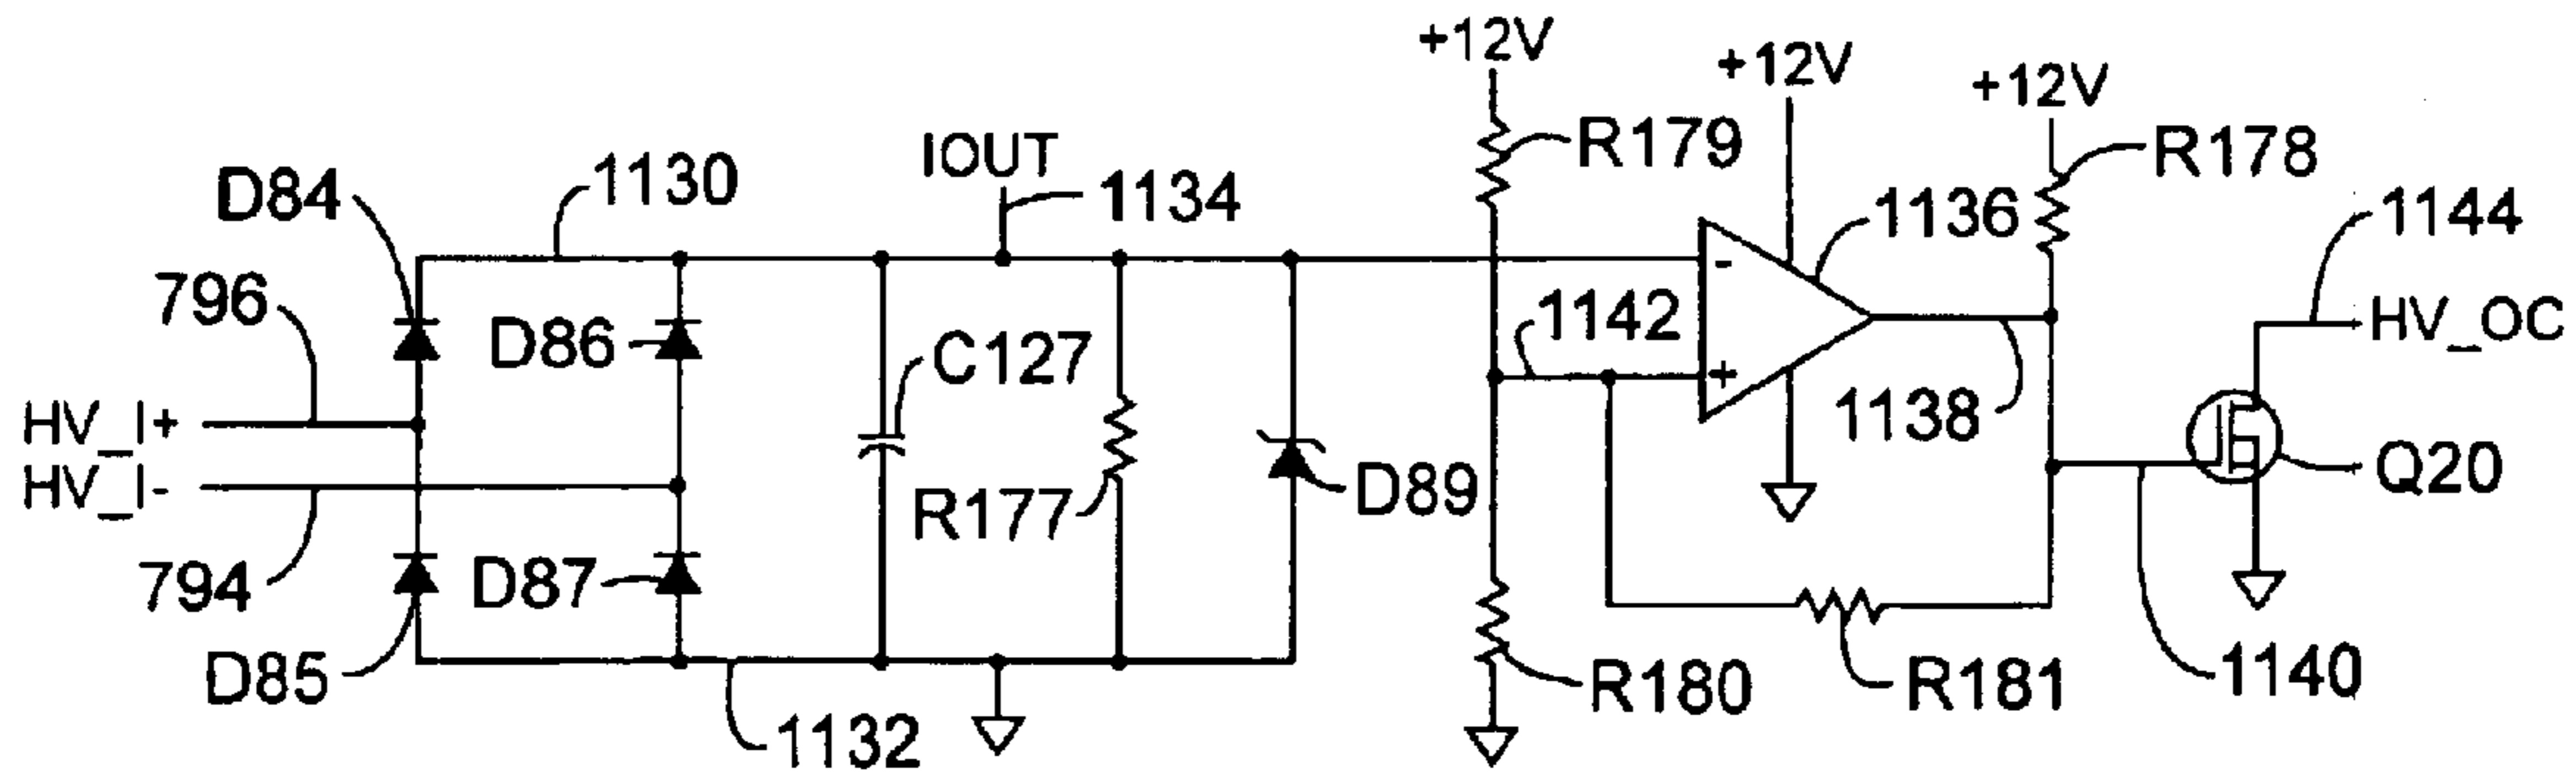 +12V
+12V
+12V
R179
R178
IOUT
1130
1134
D84
1136
1144
796
1142
HV_OC
D86
C127
HV_I+
1138
HV_I-
Q20
R177
D89
794
D87
D85
R180
R181
1140
1132
-
+